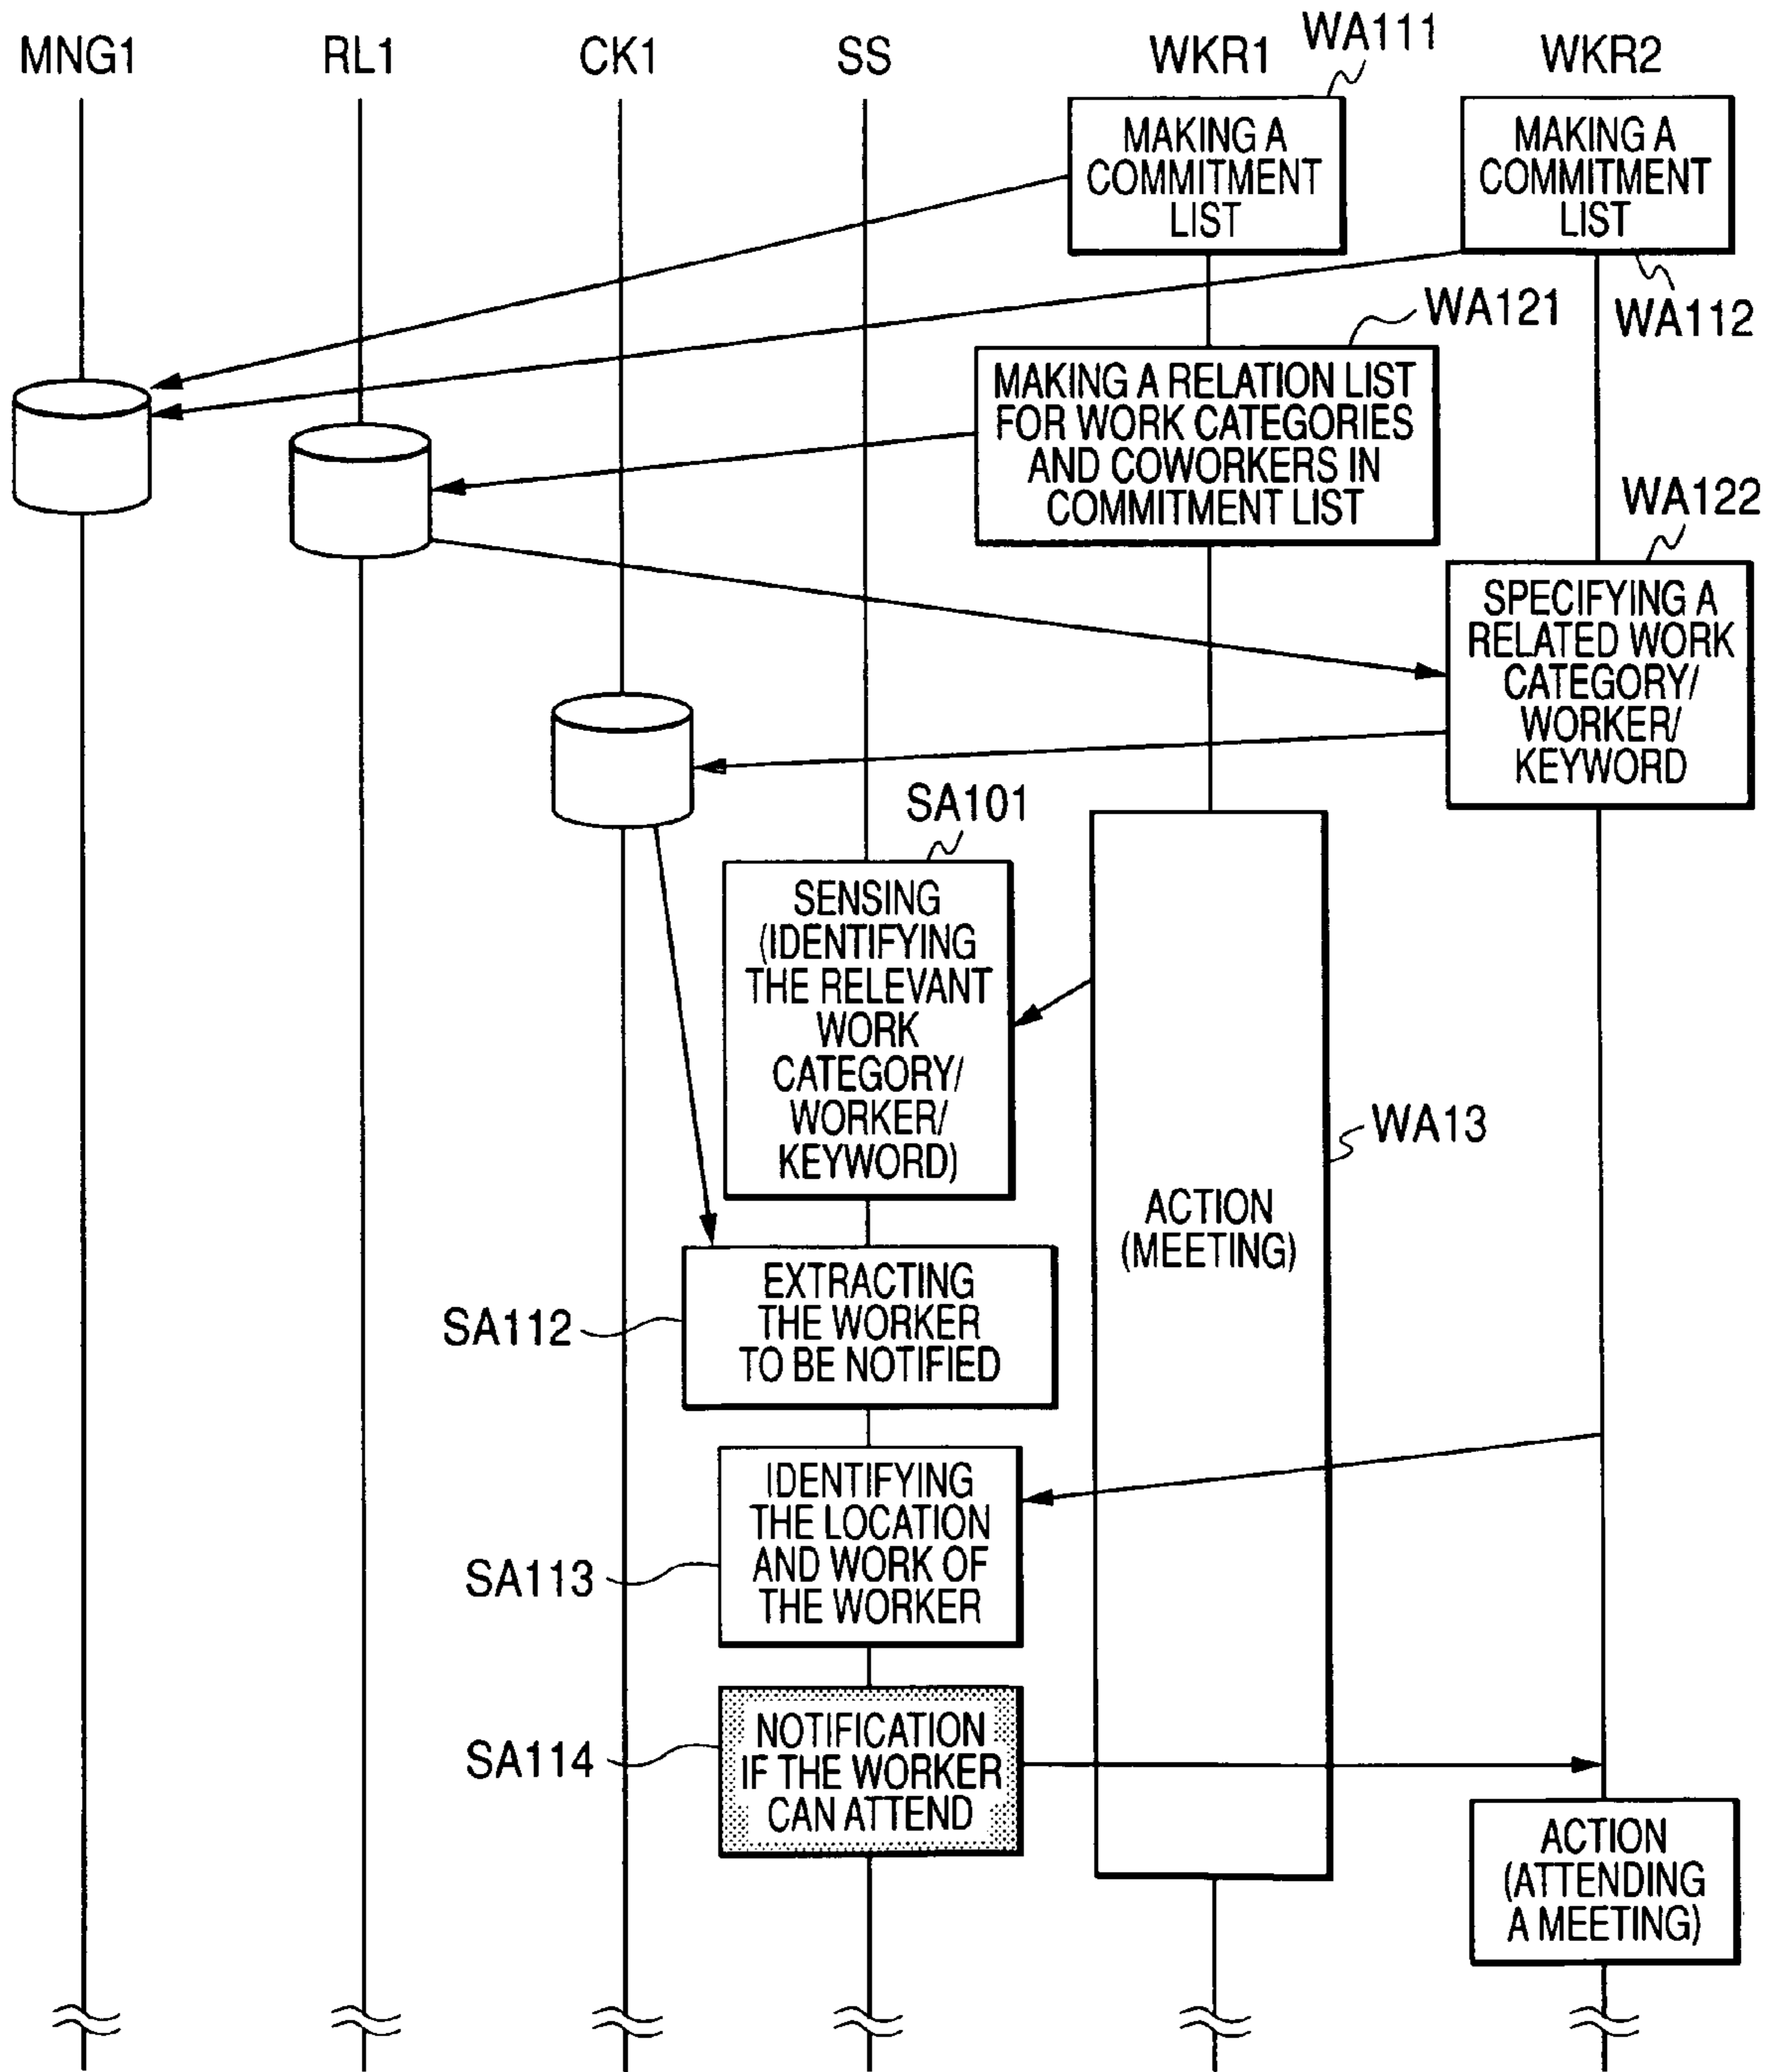 MNG1
RL1
CK1
SS
WKR1
WA111
WKR2
MAKING A
COMMITMENT
LIST
MAKING A
COMMITMENT
LIST
WA112
WA121
MAKING A RELATION LIST
FOR WORK CATEGORIES
AND COWORKERS IN
COMMITMENT LIST
WA122
SPECIFYING A
RELATED WORK
CATEGORY/
WORKER/
KEYWORD
SA101
SENSING
(IDENTIFYING
THE RELEVANT
WORK
CATEGORY/
WORKER/
KEYWORD)
WA13
ACTION
(MEETING)
SA112
EXTRACTING
THE WORKER
TO BE NOTIFIED
SA113
IDENTIFYING
THE LOCATION
AND WORK OF
THE WORKER
SA114
NOTIFICATION
IF THE WORKER
CAN ATTEND
ACTION
(ATTENDING
A MEETING)